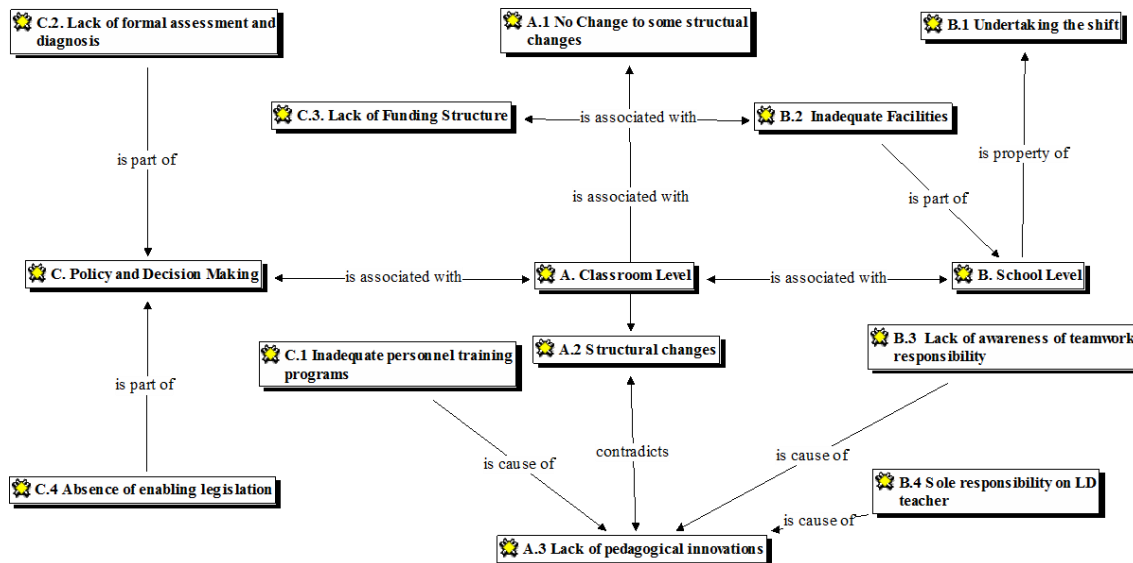 C.2. Lack of formal assessment and
diagnosis
A.1 No Change to some structual
changes
B.1 Undertaking the shift
C.3. Lack of Funding Structure
is associated with
B.2 Inadequate Facilities
is part of
is property of
is part of
is associated with
C. Policy and Decision Making
is associated with
A. Classroom Level
is associated with
B. School Level
A.2 Structural changes
C.1 Inadequate personnel training
programs
B.3 Lack of awareness of teamwork
responsibility
is part of
is cause of
contradicts
is cause of
C.4 Absence of enabling legislation
B.4 Sole responsibility on LD
teacher
is cause of
A.3 Lack of pedagogical innovations